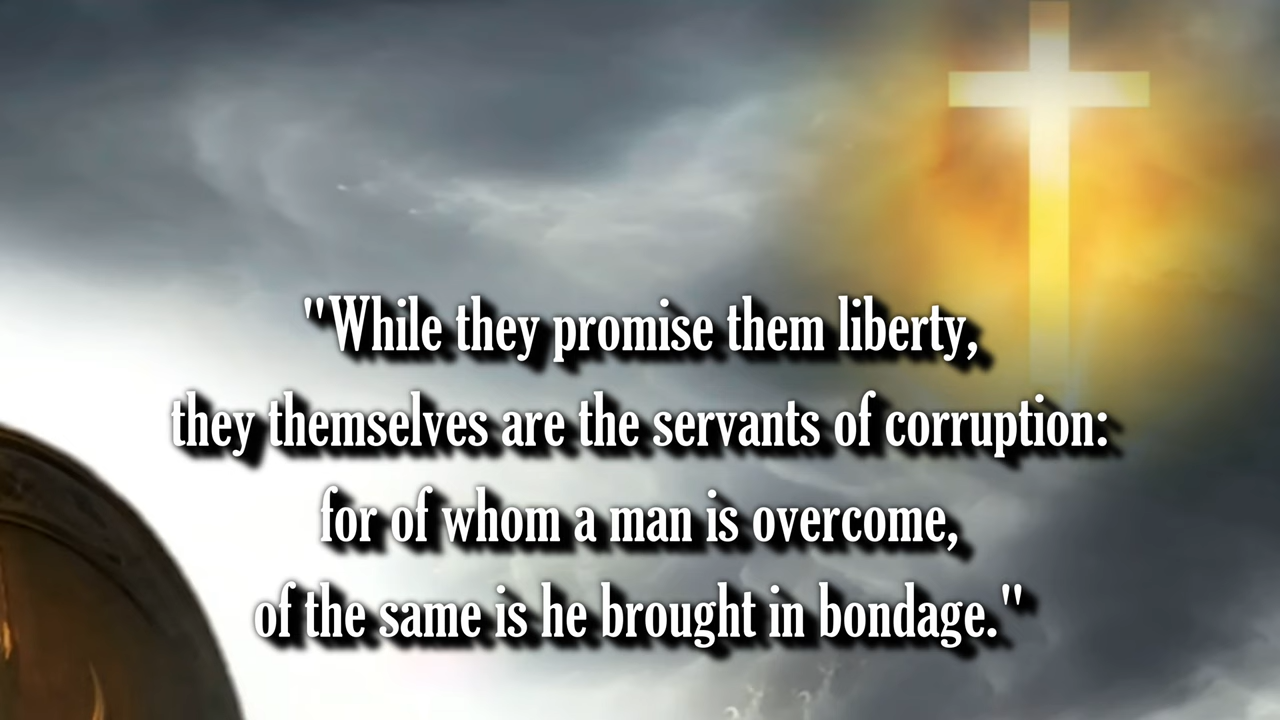 "While they promise them liberty,
they themselves are the servants of corruption:
for of whom a man is overcome,
of the same is he brought in bondage."